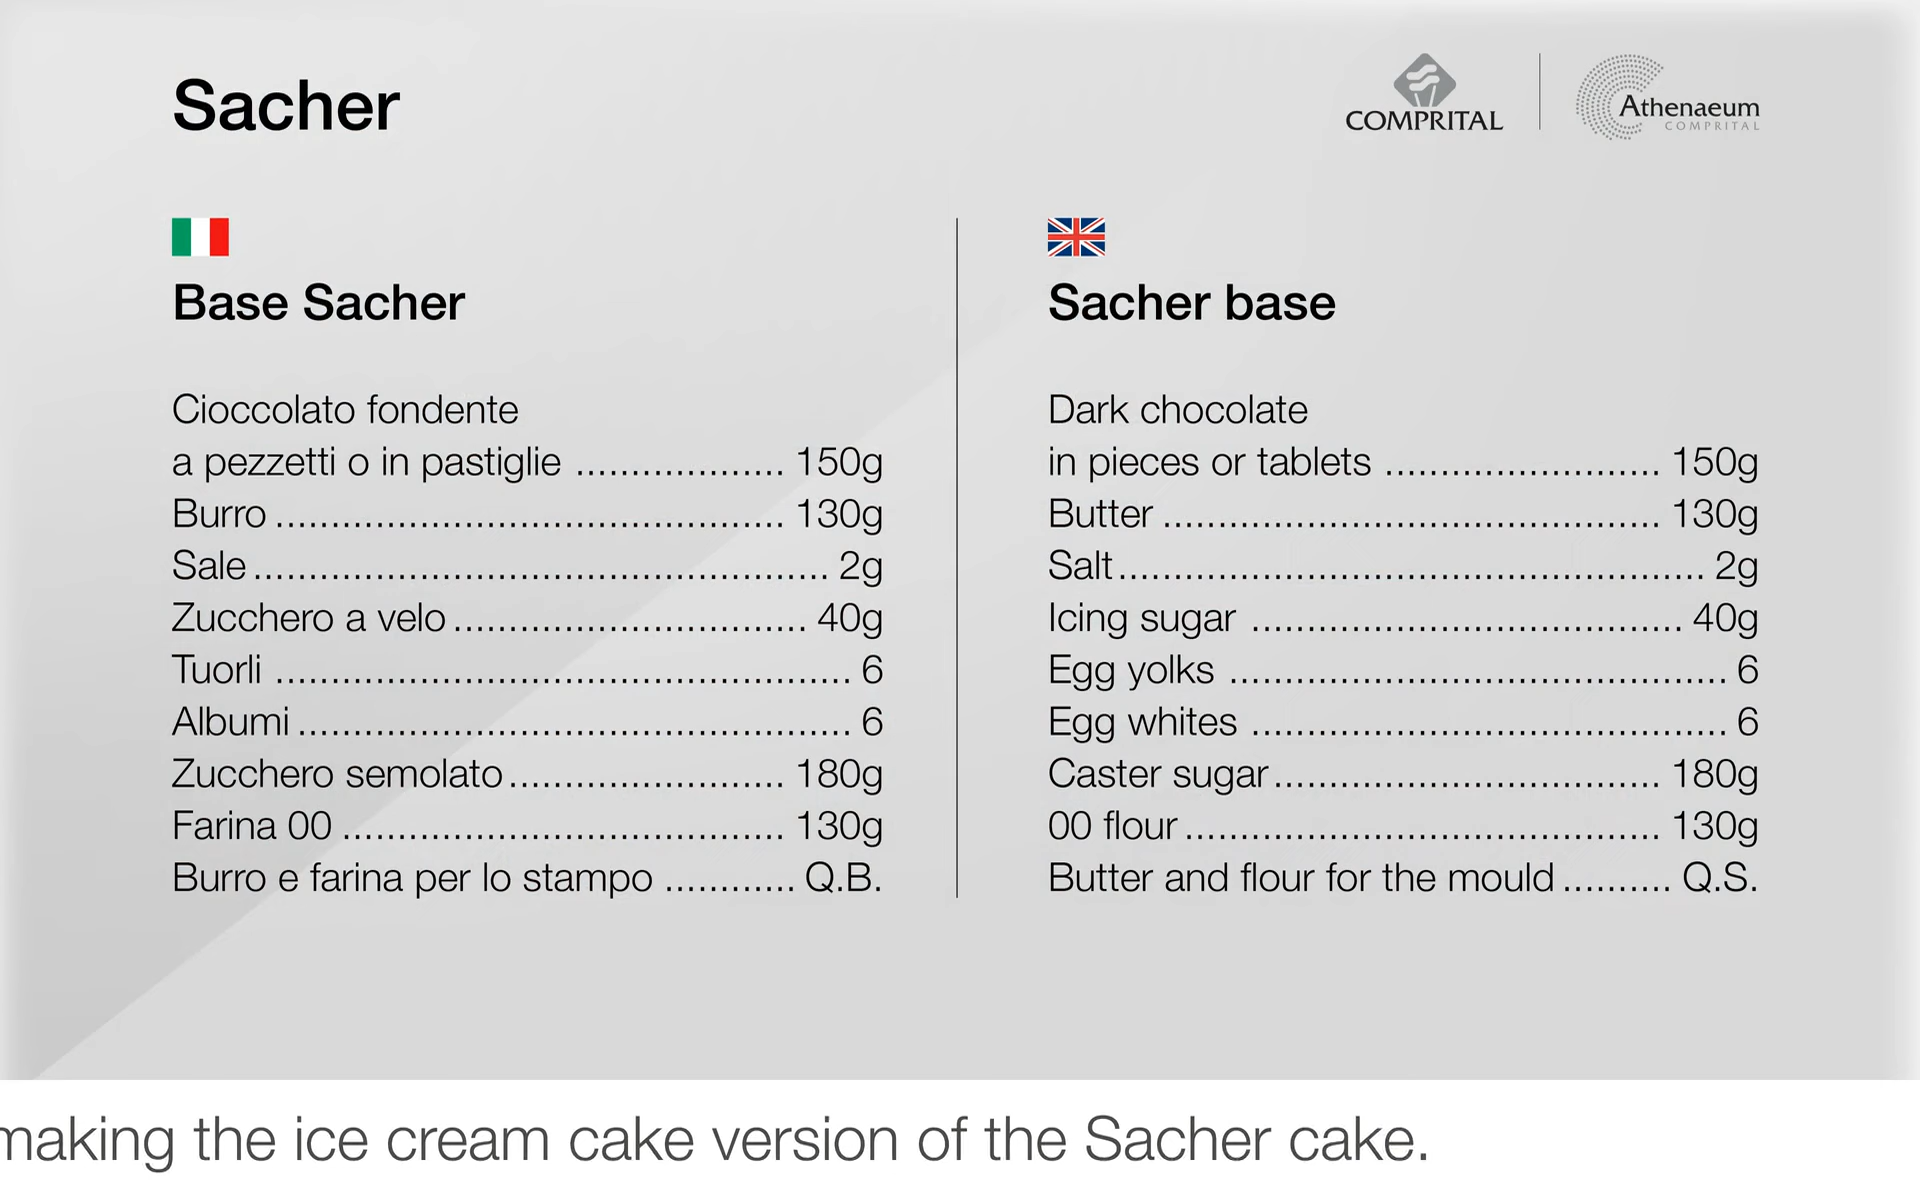 Sacher
COMPRITAL
Athenaeum
COMPRITAL
Base Sacher
Cioccolato fondente
a pezzetti o in pastiglie ................... 150g
Burro .............................................. 130g
Sale .................................................... 2g
Zucchero a velo ................................ 40g
Tuorli .................................................... 6
Albumi .................................................. 6
Zucchero semolato ......................... 180g
Farina 00 ........................................ 130g
Burro e farina per lo stampo ............ Q.B.
Sacher base
Dark chocolate
in pieces or tablets ......................... 150g
Butter ............................................. 130g
Salt ..................................................... 2g
Icing sugar ....................................... 40g
Egg yolks ............................................. 6
Egg whites ........................................... 6
Caster sugar ................................... 180g
00 flour ........................................... 130g
Butter and flour for the mould .......... Q.S.
making the ice cream cake version of the Sacher cake.